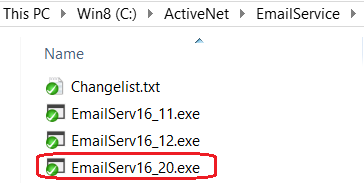 This PC > Win8 (C:) > ActiveNet > EmailService >
Name
Changelist.txt
EmailServ16_11.exe
EmailServ16_12.exe
EmailServ16_20.exe